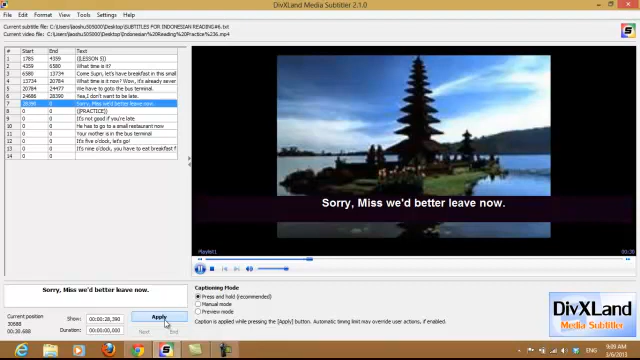 DivXLand Media Subtitler 2.1.0
File Edit Format View Tools Settings Help
Current subtitle file: C:\Users\jiaoshu505000\Desktop\SUBTITLES FOR INDONESIAN READING#6.txt
Current video file: C:\Users\jiaoshu505000\Desktop\Indonesian%20Reading%20Practice%236.mp4
# Start End Text
1 1785 4359 ((LESSON 5))
2 4359 6580 What time is it?
3 6580 13734 Come Supri, let's have breakfast in this small
4 13734 20784 What time is it now? Wow, it's already seven
5 20784 24477 We have to goto the bus terminal.
6 24686 28390 Yea,I don't want to be late.
7 28390 0 Sorry, Miss we'd better leave now.
8 0 0 ((PRACTICE))
9 0 0 It's not good if you're late
10 0 0 He has to go to a small restaurant now
11 0 0 Your mother is in the bus terminal
12 0 0 It's five o'clock, let's go!
13 0 0 It's nine o'clock, you have to eat breakfast f
14 0 0
Sorry, Miss we'd better leave now.
Playlist1 00:30
Sorry, Miss we'd better leave now.
Current position
30688
00:30.688
Show: 00:00:28,390
Duration: 00:00:00,000
Apply
Next End
Captioning Mode
Press and hold (recommended)
Manual mode
Preview mode
Caption is applied while pressing the [Apply] button. Automatic timing limit may override user actions, if enabled.
DivXLand
Media Subtitler
ENG
9:09 AM
3/6/2013